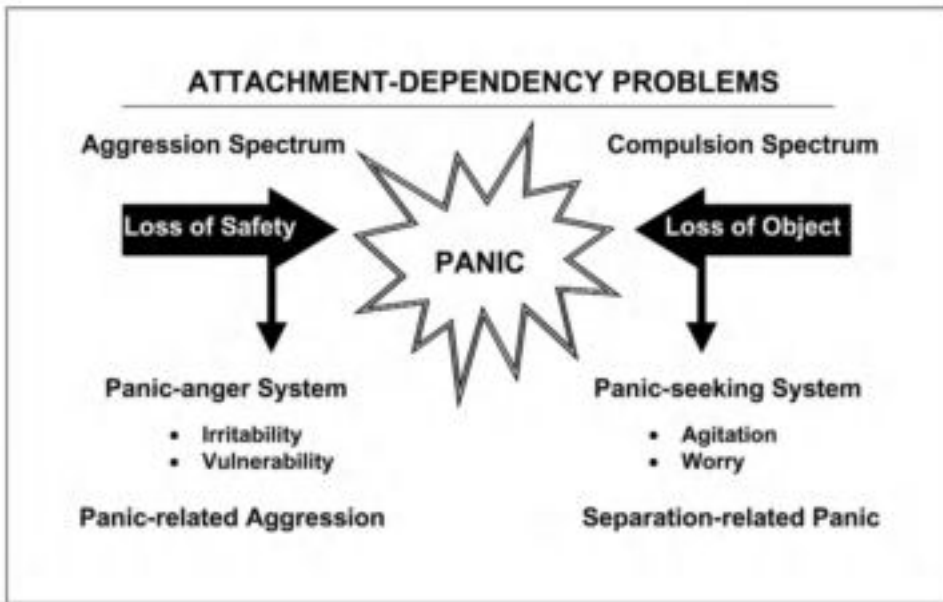 ATTACHMENT-DEPENDENCY PROBLEMS
Aggression Spectrum
Loss of Safety
Panic-anger System
• Irritability
• Vulnerability
Panic-related Aggression
PANIC
Compulsion Spectrum
Loss of Object
Panic-seeking System
• Agitation
• Worry
Separation-related Panic